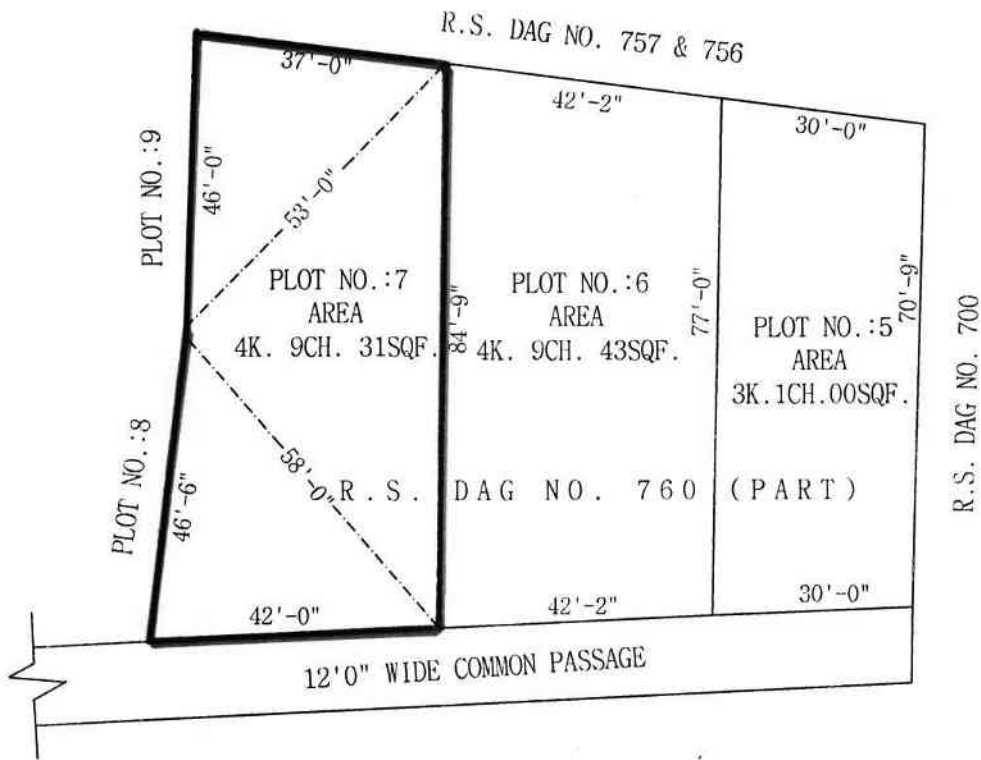 R.S. DAG NO. 757 & 756
37'-0"
42'-2"
30'-0"
PLOT NO.:9
46'-0"
53'-0"
PLOT NO.:7
AREA
4K. 9CH. 31SQF.
84'-9"
PLOT NO.:6
AREA
4K. 9CH. 43SQF.
77'-0"
PLOT NO.:5
AREA
3K.1CH.00SQF.
70'-9"
R.S. DAG NO. 700
PLOT NO.:8
46'-6"
58'-0"
R.S. DAG NO. 760 (PART)
42'-0"
42'-2"
30'-0"
12'0" WIDE COMMON PASSAGE